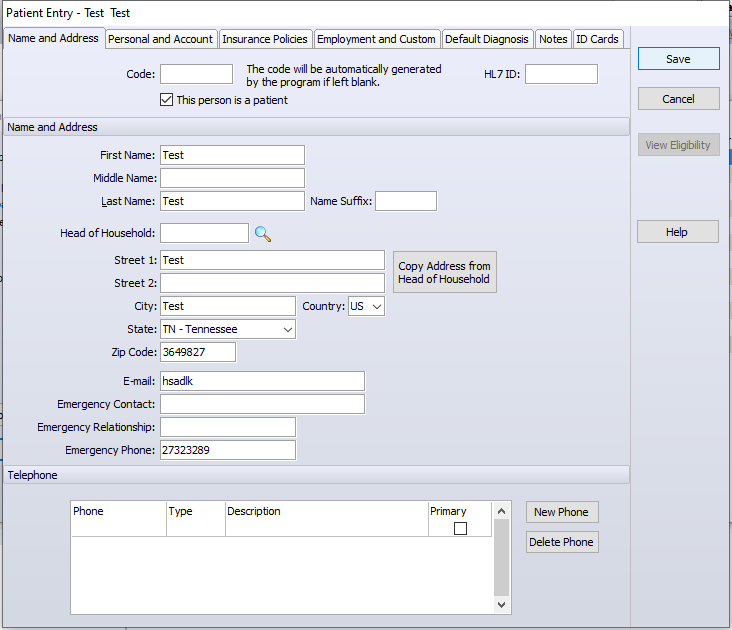 Patient Entry - Test  Test
Name and Address
Personal and Account
Insurance Policies
Employment and Custom
Default Diagnosis
Notes
ID Cards
Save
Cancel
View Eligibility
Help
Code:
The code will be automatically generated
by the program if left blank.
HL7 ID:
This person is a patient
Name and Address
First Name: Test
Middle Name:
Last Name: Test
Name Suffix:
Head of Household:
Street 1: Test
Street 2:
Copy Address from
Head of Household
City: Test
Country: US
State: TN - Tennessee
Zip Code: 3649827
E-mail: hsadlk
Emergency Contact:
Emergency Relationship:
Emergency Phone: 27323289
Telephone
Phone
Type
Description
Primary
New Phone
Delete Phone